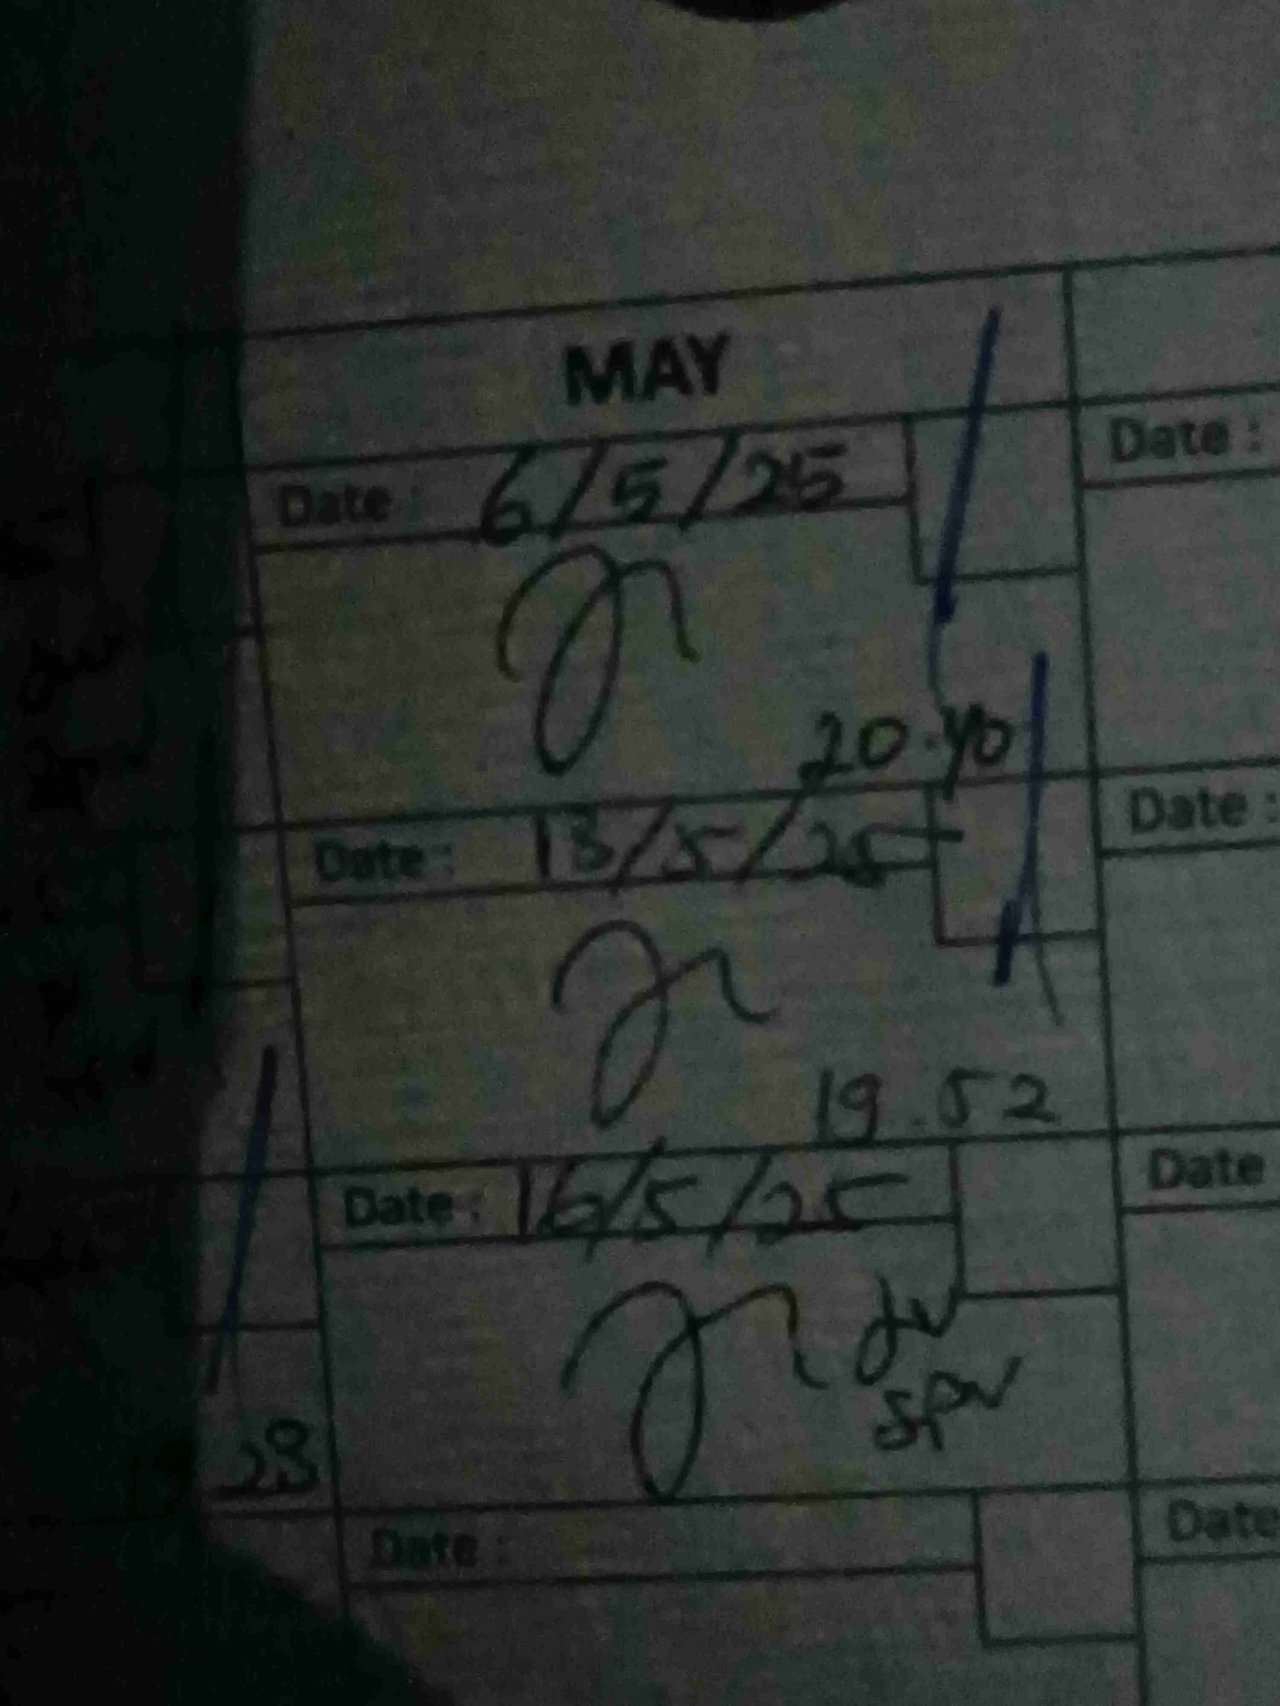 MAY
Date : 6/5/25
Date :
20.40
Date : 13/5/25
Date :
19.52
Date : 16/5/25
Date
spv
28
Date :
Date